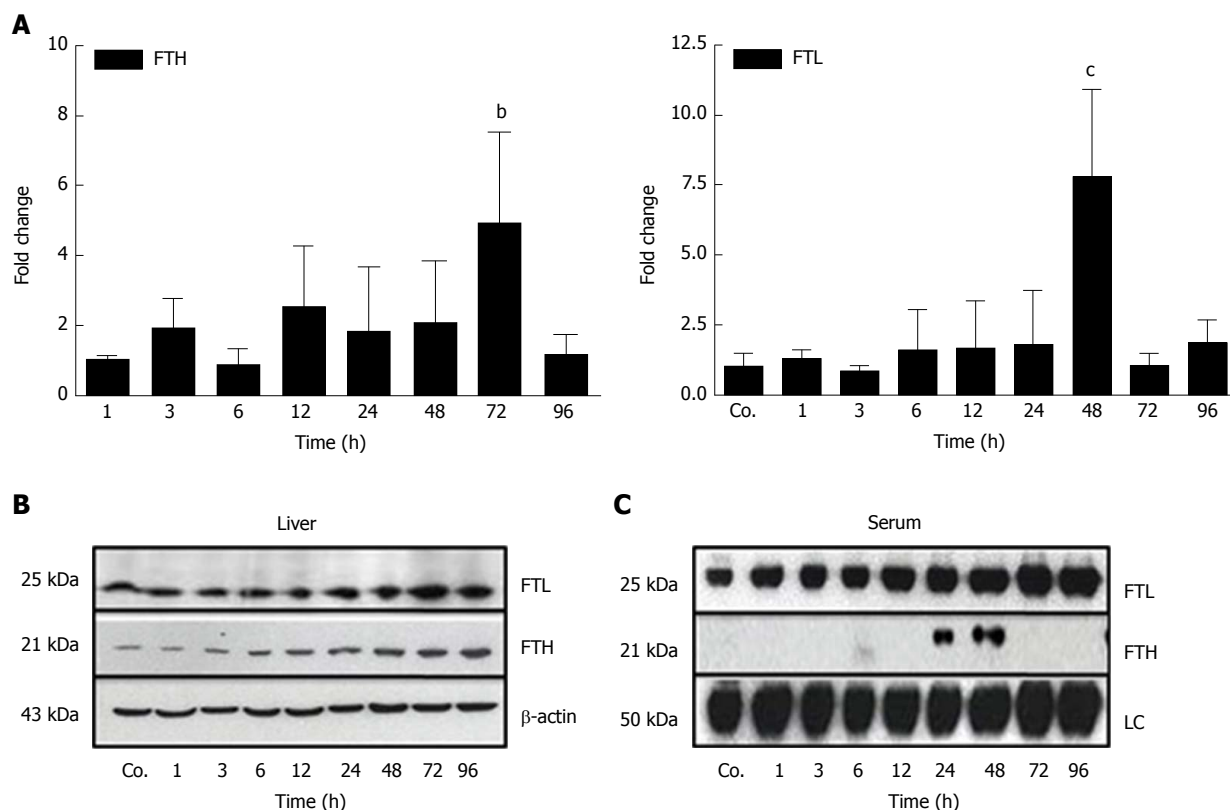 A
10
8
6
4
2
0
Fold change
FTH
b
1 3 6 12 24 48 72 96
Time (h)
12.5
10.0
7.5
5.0
2.5
0.0
Fold change
FTL
c
Co. 1 3 6 12 24 48 72 96
Time (h)
B
Liver
25 kDa FTL
21 kDa FTH
43 kDa β-actin
Co. 1 3 6 12 24 48 72 96
Time (h)
C
Serum
25 kDa FTL
21 kDa FTH
50 kDa LC
Co. 1 3 6 12 24 48 72 96
Time (h)